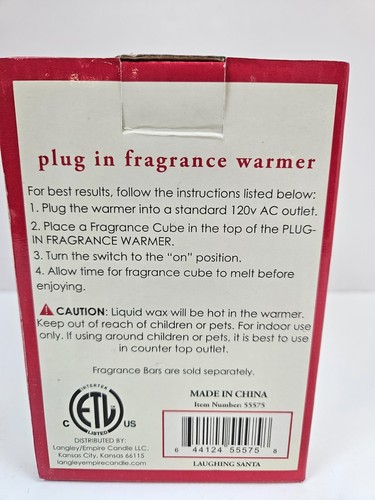 plug in fragrance warmer
For best results, follow the instructions listed below:
1. Plug the warmer into a standard 120v AC outlet.
2. Place a Fragrance Cube in the top of the PLUG-
IN FRAGRANCE WARMER.
3. Turn the switch to the “on” position.
4. Allow time for fragrance cube to melt before
enjoying.
CAUTION: Liquid wax will be hot in the warmer.
Keep out of reach of children or pets. For indoor use
only. If using around children or pets, it is best to use
in counter top outlet.
Fragrance Bars are sold separately.
INTERTEK
ETL
LISTED
C US
DISTRIBUTED BY:
Langley/Empire Candle LLC.
Kansas City, Kansas 66115
langleyempirecandle.com
MADE IN CHINA
Item Number: 55575
6 44124 55575 8
LAUGHING SANTA